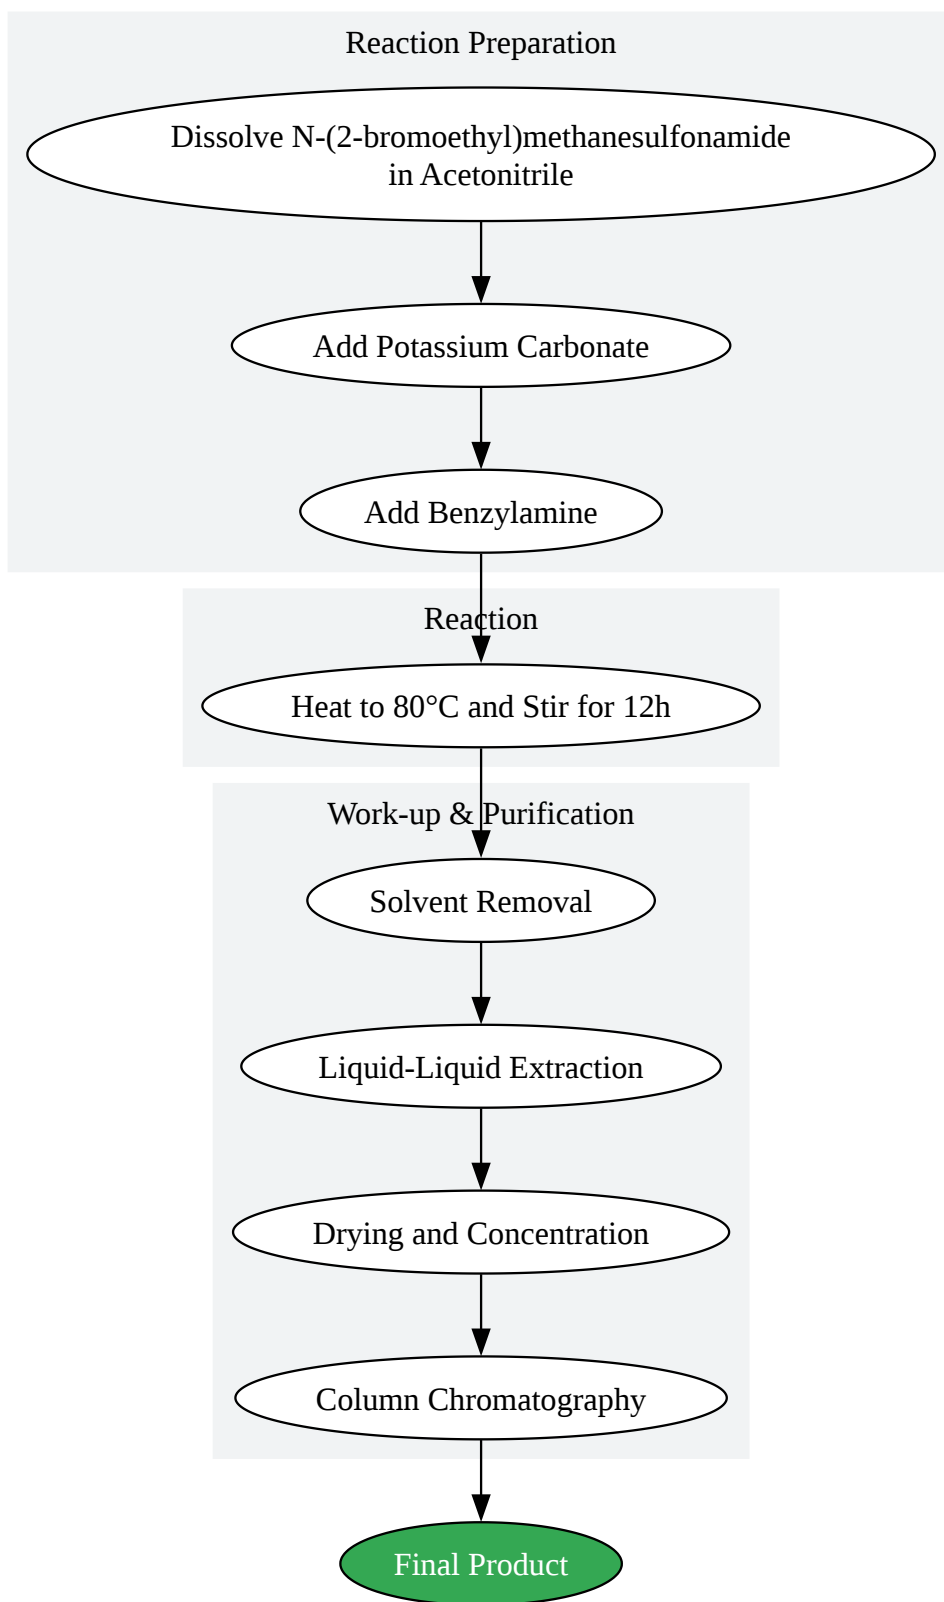 Reaction Preparation
Dissolve N-(2-bromoethyl)methanesulfonamide
in Acetonitrile
Add Potassium Carbonate
Add Benzylamine
Reaction
Heat to 80°C and Stir for 12h
Work-up & Purification
Solvent Removal
Liquid-Liquid Extraction
Drying and Concentration
Column Chromatography
Final Product